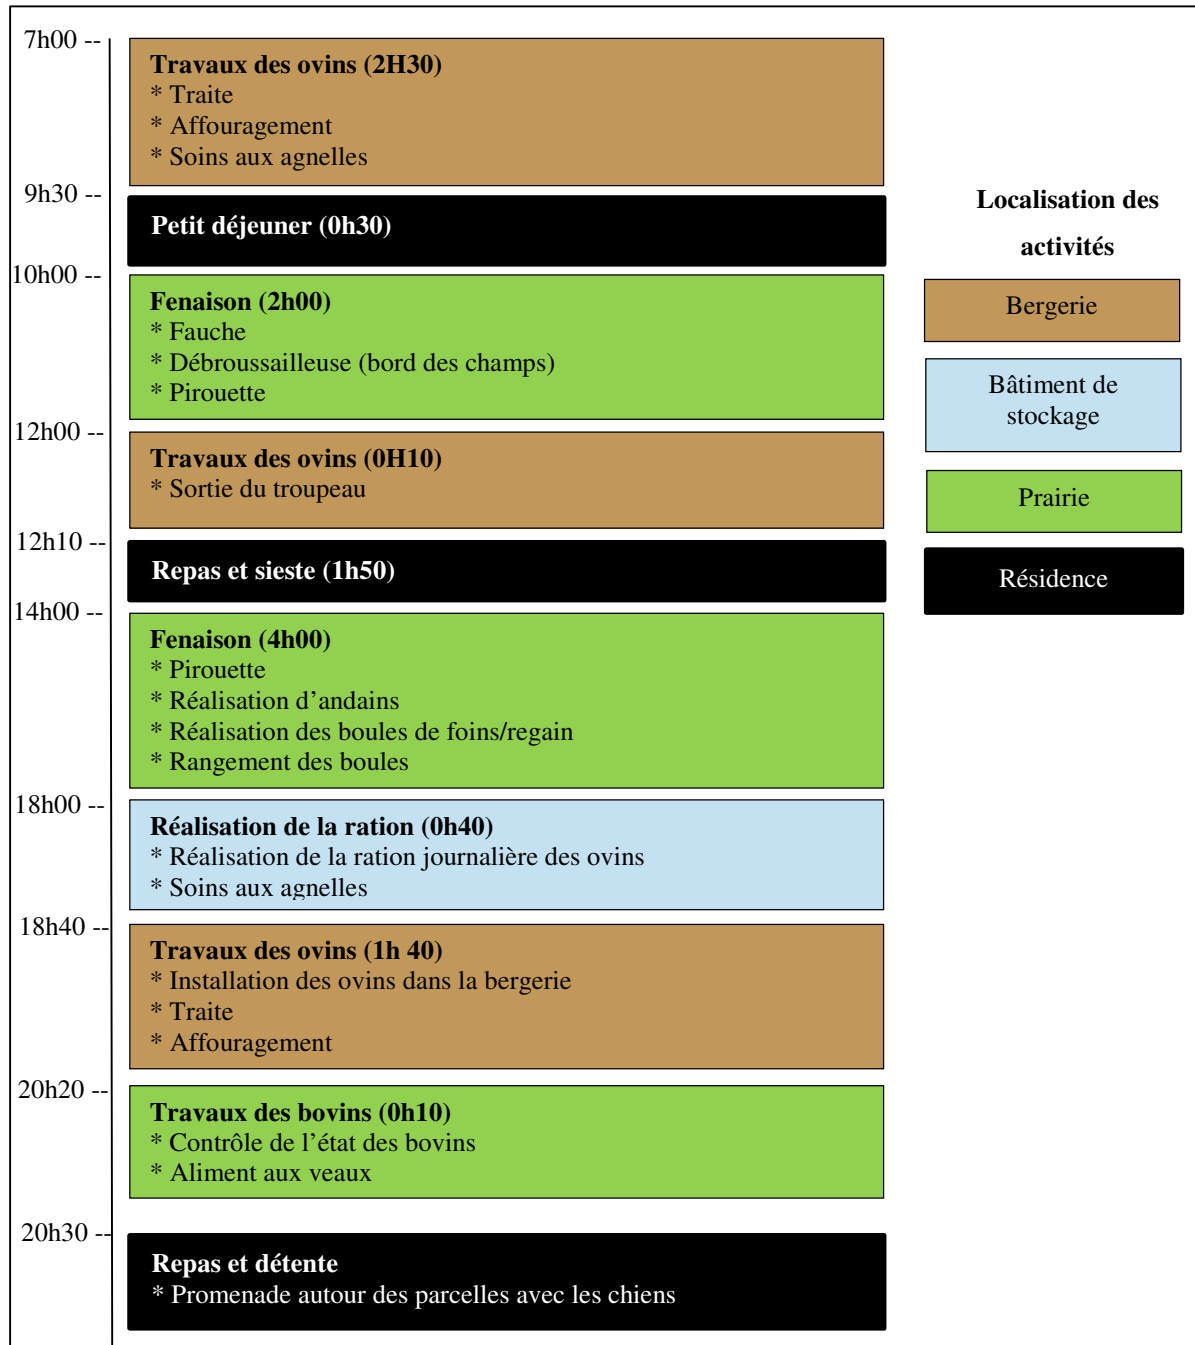 7h00 --
Travaux des ovins (2H30)
* Traite
* Affouragement
* Soins aux agnelles
9h30 --
Petit déjeuner (0h30)
10h00 --
Fenaison (2h00)
* Fauche
* Débroussailleuse (bord des champs)
* Pirouette
12h00 --
Travaux des ovins (0H10)
* Sortie du troupeau
12h10 --
Repas et sieste (1h50)
14h00 --
Fenaison (4h00)
* Pirouette
* Réalisation d’andains
* Réalisation des boules de foins/regain
* Rangement des boules
18h00 --
Réalisation de la ration (0h40)
* Réalisation de la ration journalière des ovins
* Soins aux agnelles
18h40 --
Travaux des ovins (1h 40)
* Installation des ovins dans la bergerie
* Traite
* Affouragement
20h20 --
Travaux des bovins (0h10)
* Contrôle de l’état des bovins
* Aliment aux veaux
20h30 --
Repas et détente
* Promenade autour des parcelles avec les chiens
Localisation des
activités
Bergerie
Bâtiment de
stockage
Prairie
Résidence